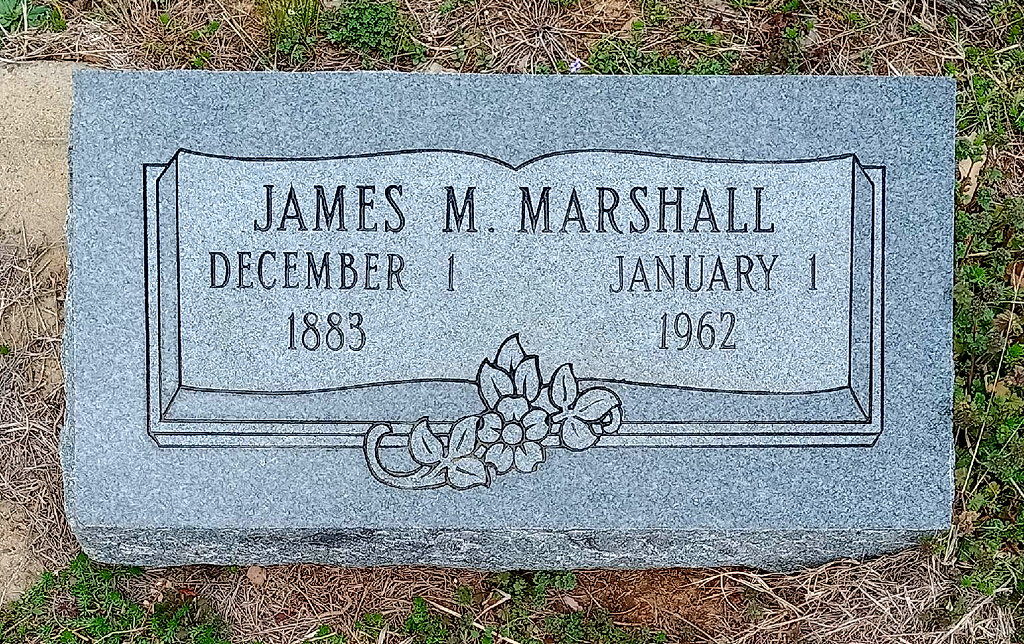 JAMES M. MARSHALL
DECEMBER 1 JANUARY 1
1883 1962